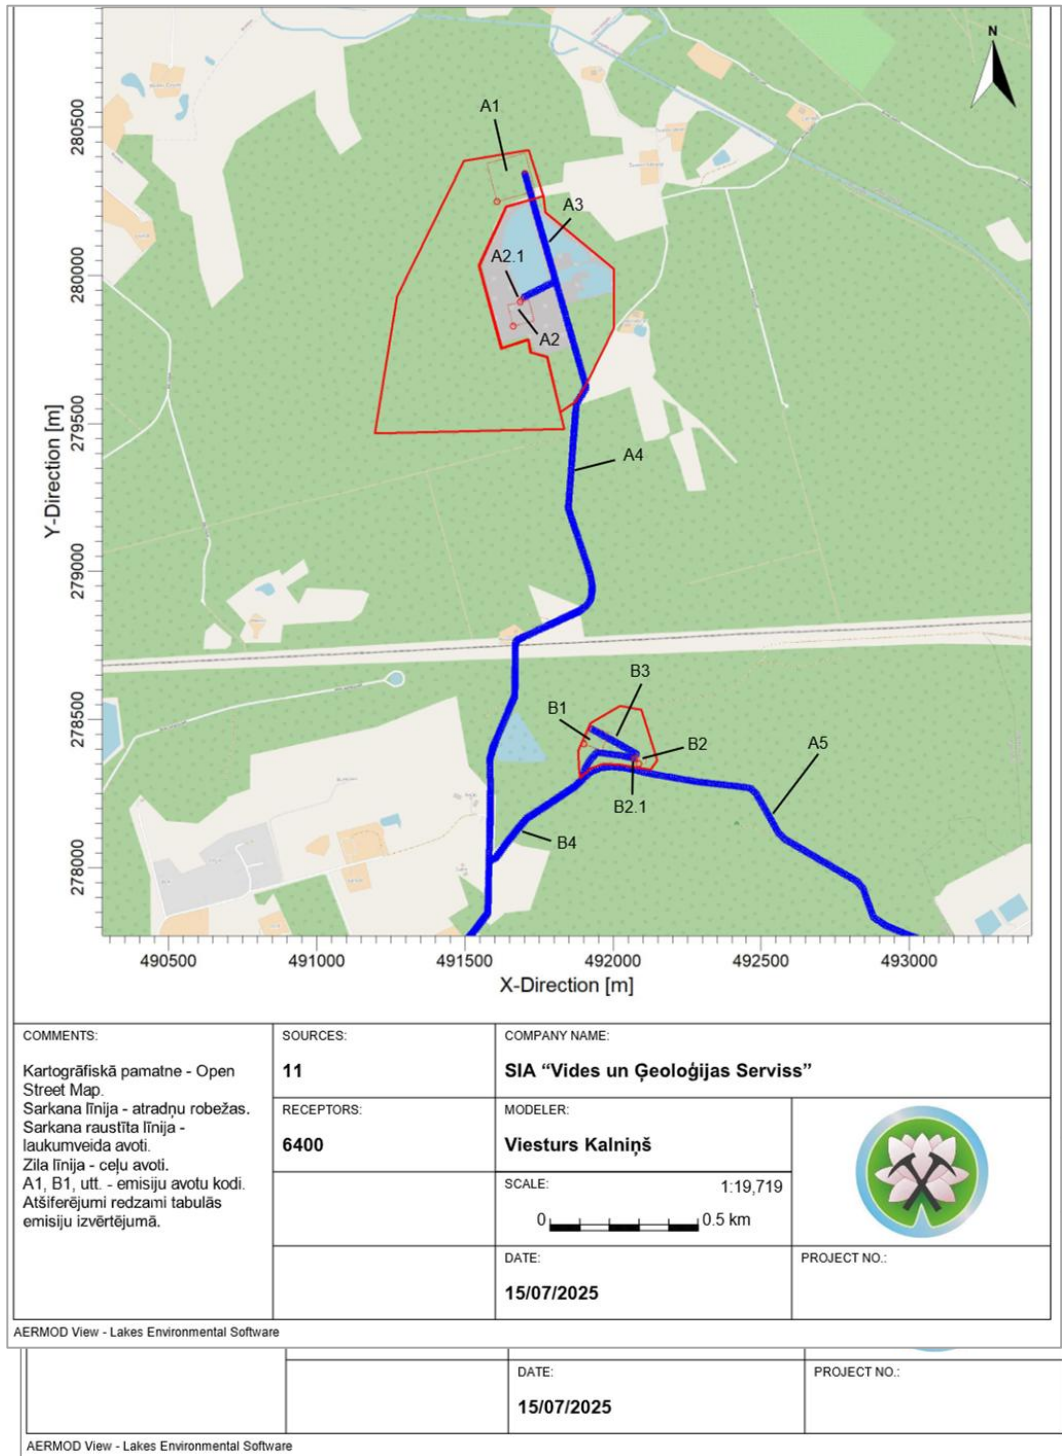 N
A1
280500
A3
A2.1
280000
A2
279500
A4
Y-Direction [m]
279000
278500
B3
B1
B2
A5
B2.1
B4
278000
490500
491000
491500
492000
492500
493000
X-Direction [m]
COMMENTS:
Kartogrāfiskā pamatne - Open
Street Map.
Sarkana līnija - atradņu robežas.
Sarkana raustīta līnija -
laukumveida avoti.
Zila līnija - ceļu avoti.
A1, B1, utt. - emisiju avotu kodi.
Atšiferējumi redzami tabulās
emisiju izvērtējumā.
SOURCES:
11
COMPANY NAME:
SIA “Vides un Ģeoloģijas Serviss”
RECEPTORS:
6400
MODELER:
Viesturs Kalniņš
SCALE:
1:19,719
0
0.5 km
DATE:
15/07/2025
PROJECT NO.:
AERMOD View - Lakes Environmental Software
DATE:
15/07/2025
PROJECT NO.:
AERMOD View - Lakes Environmental Software